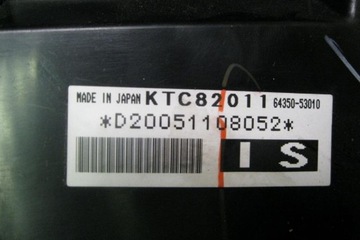 MADE IN JAPAN KTC82011 64350-53010
*D20051108052*
IS